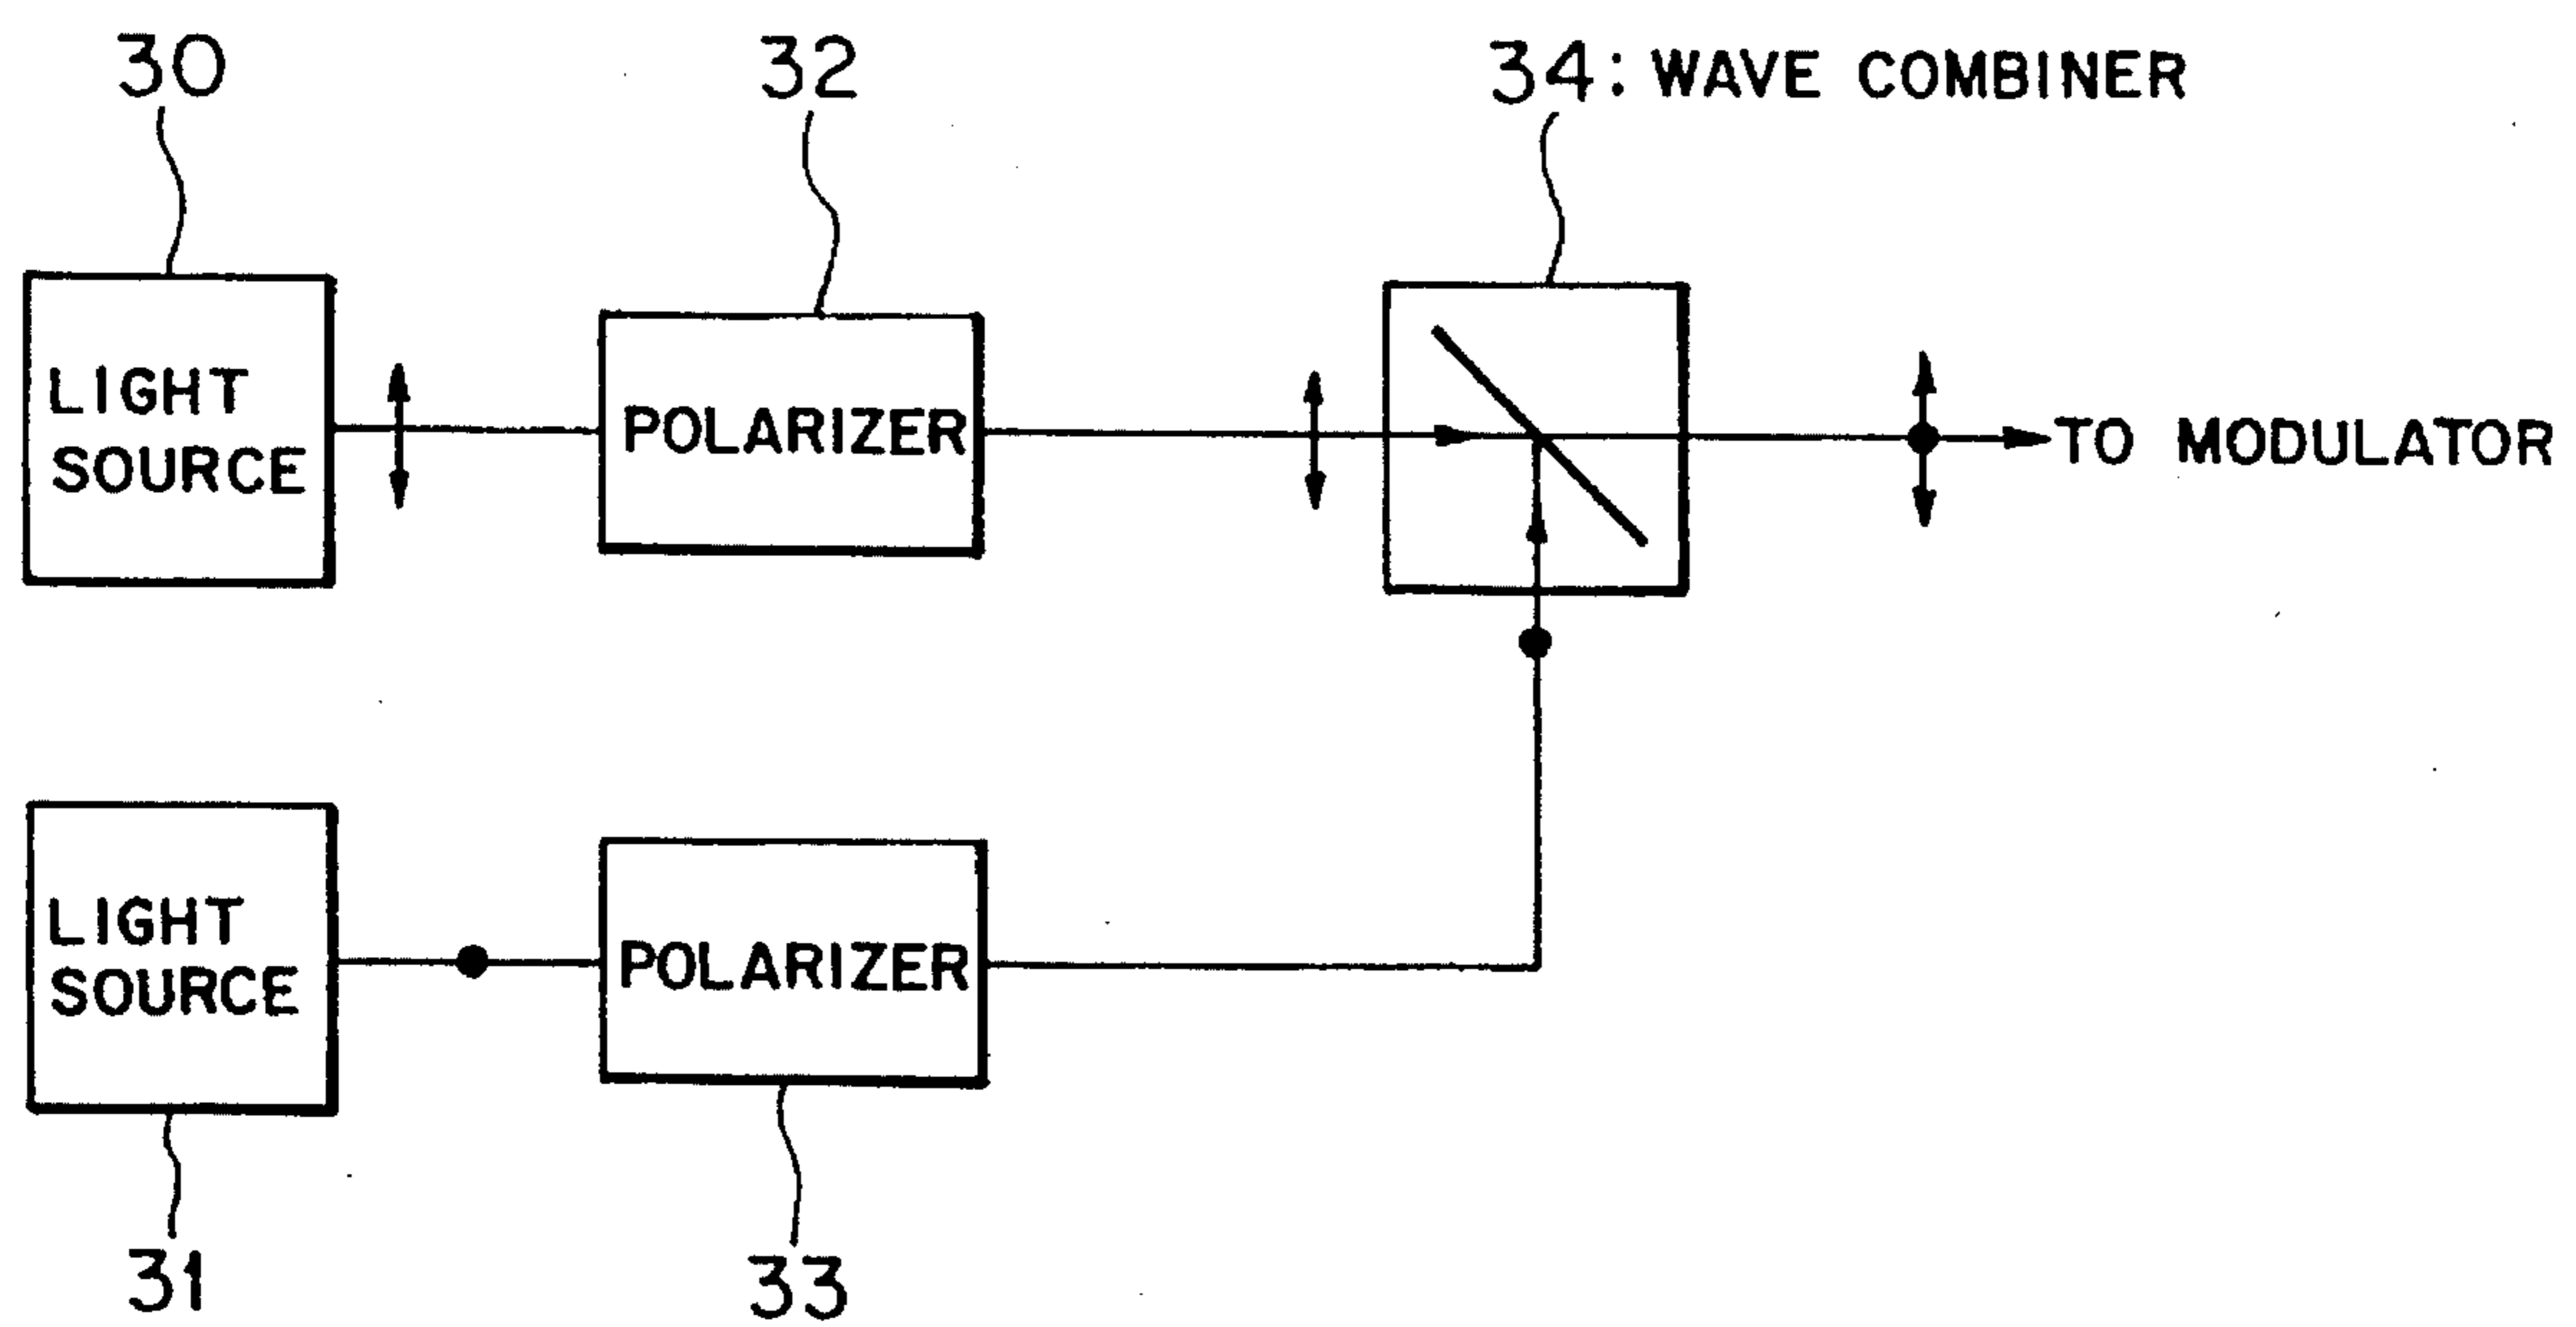 30
32
34: WAVE COMBINER
LIGHT
SOURCE
POLARIZER
TO MODULATOR
LIGHT
SOURCE
POLARIZER
31
33